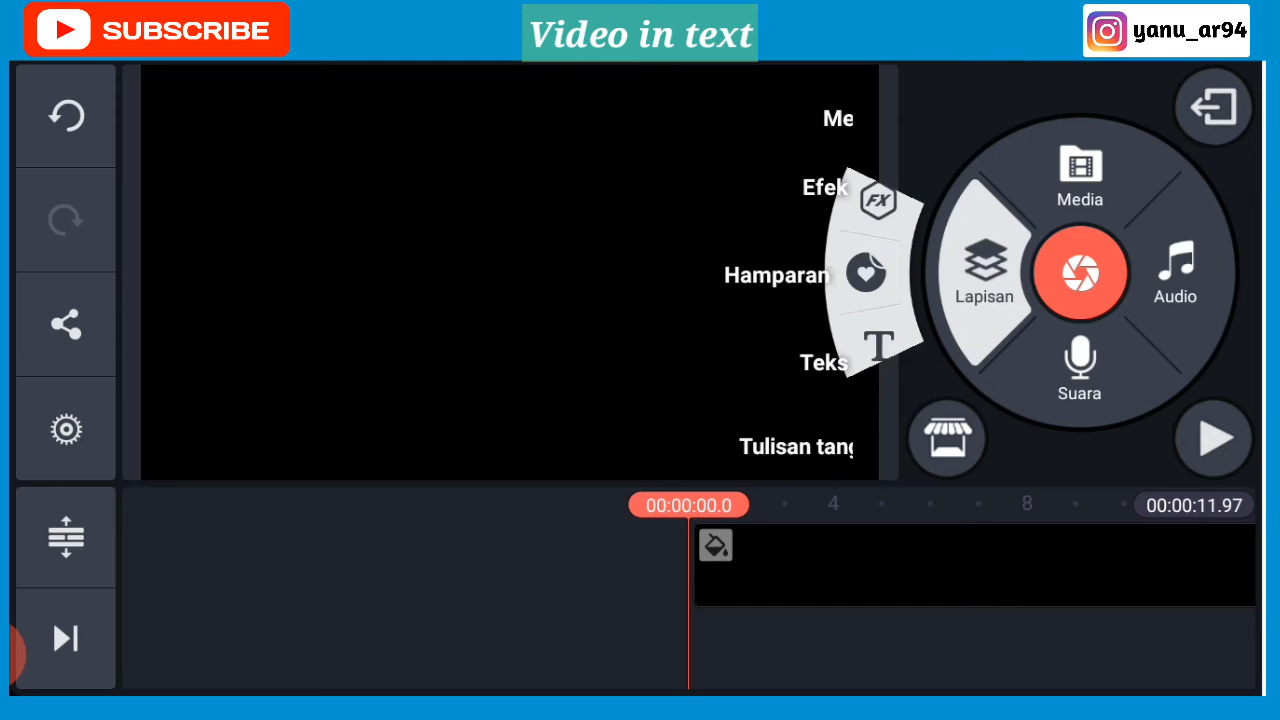 SUBSCRIBE
Video in text
yanu_ar94
Me
Efek
FX
Hamparan
Teks
T
Tulisan tang
Media
Lapisan
Audio
Suara
00:00:00.0
4
8
00:00:11.97